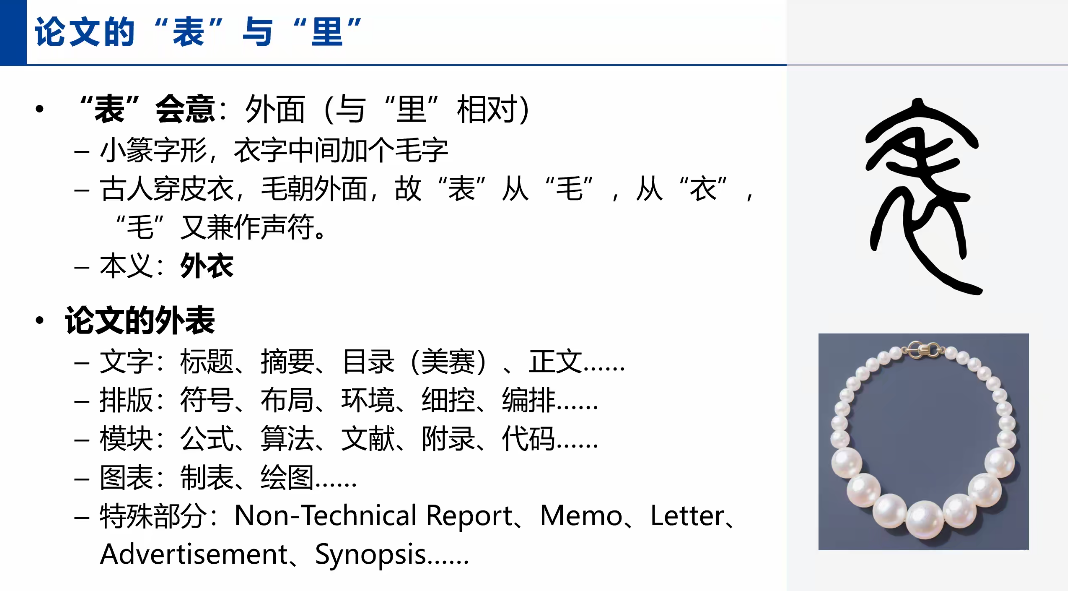 论文的“表”与“里”
• “表”会意：外面（与“里”相对）
– 小篆字形，衣字中间加个毛字
– 古人穿皮衣，毛朝外面，故“表”从“毛”，从“衣”，
“毛”又兼作声符。
– 本义：外衣
• 论文的外表
– 文字：标题、摘要、目录（美赛）、正文……
– 排版：符号、布局、环境、细控、编排……
– 模块：公式、算法、文献、附录、代码……
– 图表：制表、绘图……
– 特殊部分：Non-Technical Report、Memo、Letter、
Advertisement、Synopsis……
表